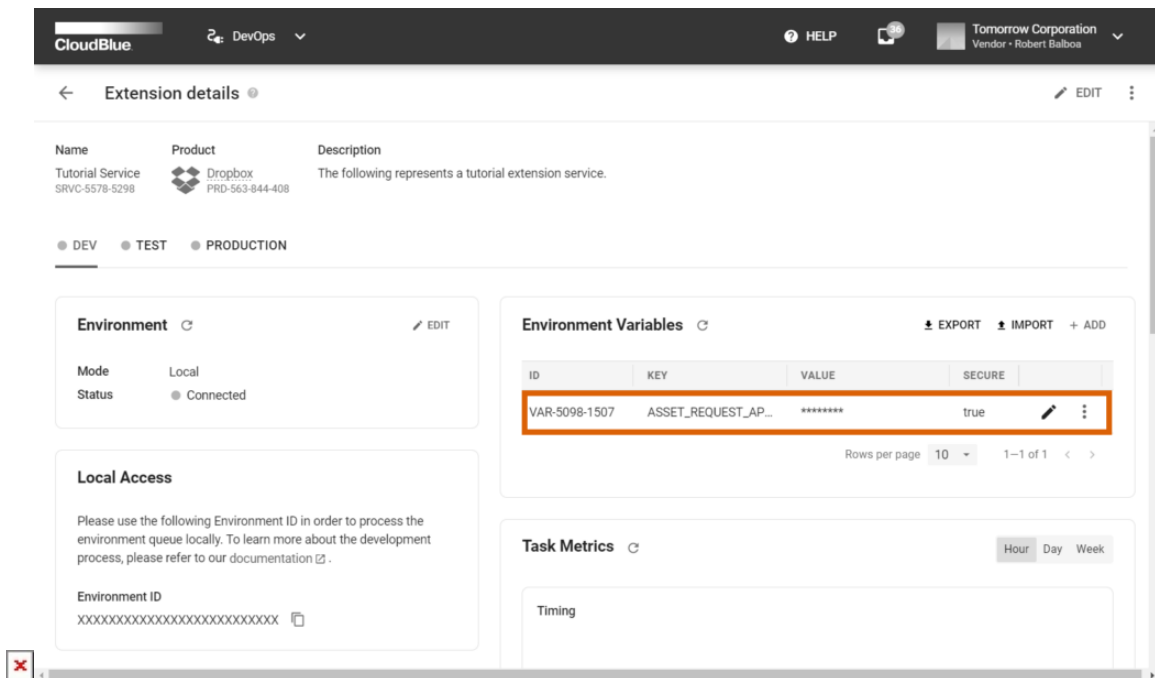 CloudBlue
DevOps
HELP
36
Tomorrow Corporation
Vendor • Robert Balboa
Extension details
EDIT
Name
Product
Description
Tutorial Service
SRVC-5578-5298
Dropbox
PRD-563-844-408
The following represents a tutorial extension service.
DEV
TEST
PRODUCTION
Environment
EDIT
Mode
Local
Status
Connected
Local Access
Please use the following Environment ID in order to process the
environment queue locally. To learn more about the development
process, please refer to our documentation .
Environment ID
XXXXXXXXXXXXXXXXXXXXXXXXXX
Environment Variables
EXPORT
IMPORT
+ ADD
ID
KEY
VALUE
SECURE
VAR-5098-1507
ASSET_REQUEST_AP...
********
true
Rows per page
10
1–1 of 1
Task Metrics
Hour
Day
Week
Timing